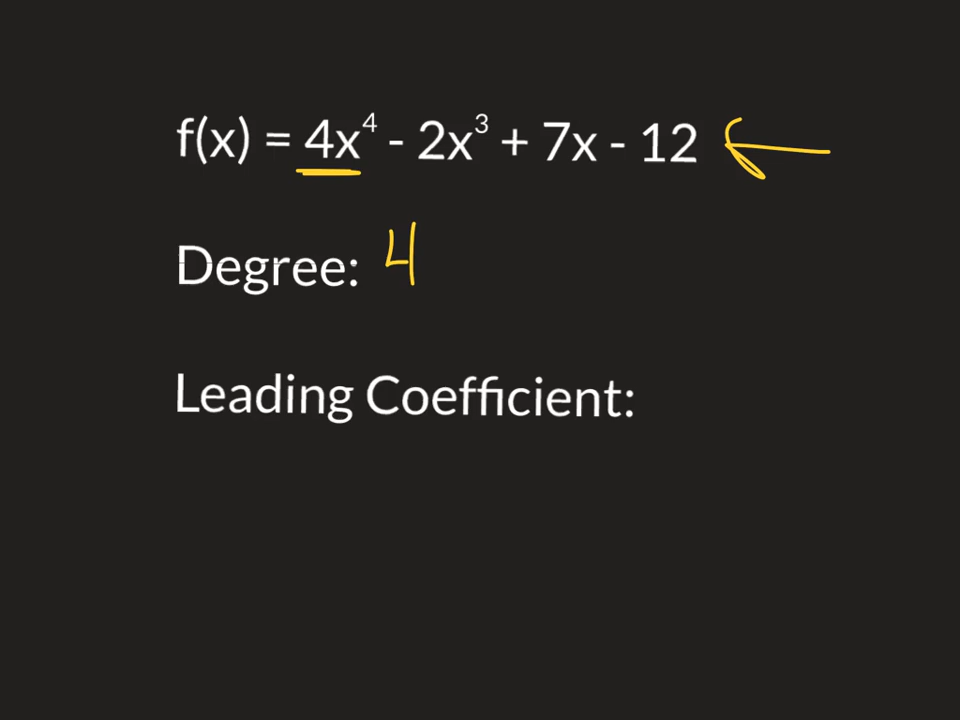 f(x) = 4x⁴ - 2x³ + 7x - 12
Degree: 4
Leading Coefficient: